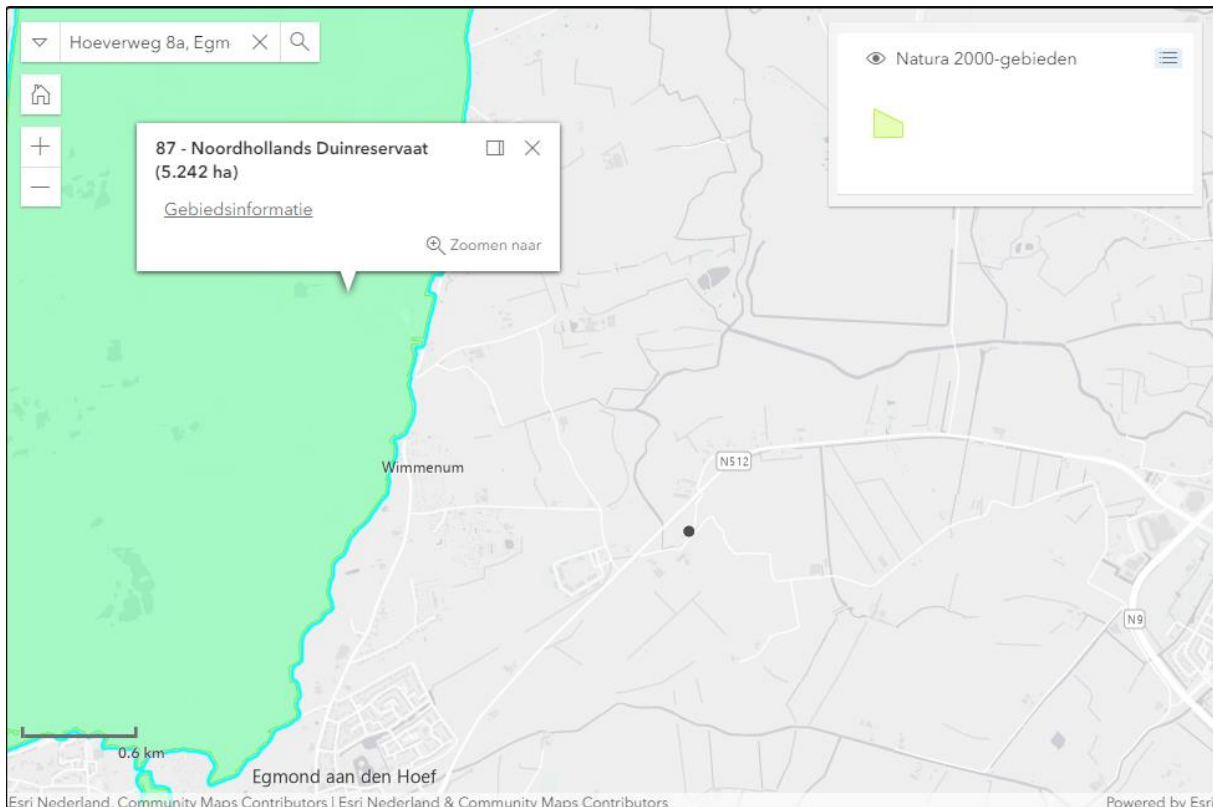 Hoeverweg 8a, Egm
Natura 2000-gebieden
87 - Noordhollands Duinreservaat
(5.242 ha)
Gebiedsinformatie
Zoomen naar
Wimmenum
N512
N9
0.6 km
Egmond aan den Hoef
Esri Nederland, Community Maps Contributors | Esri Nederland & Community Maps Contributors
Powered by Esri